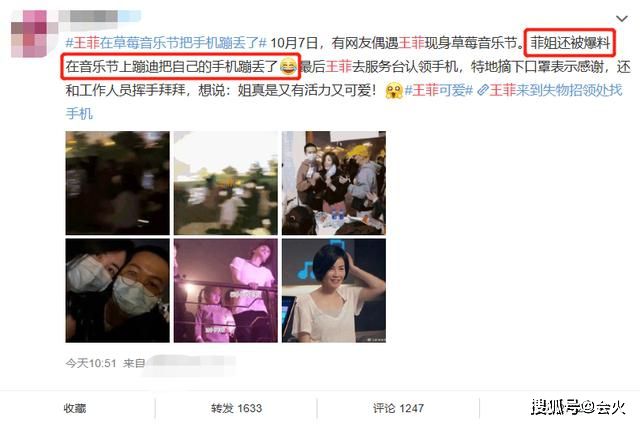 #王菲在草莓音乐节把手机蹦丢了# 10月7日，有网友偶遇王菲现身草莓音乐节。菲姐还被爆料
在音乐节上蹦迪把自己的手机蹦丢了😂最后王菲去服务台认领手机，特地摘下口罩表示感谢，还
和工作人员挥手拜拜，想说：姐真是又有活力又可爱！🤗#王菲可爱# 王菲来到失物招领处找
手机
今天10:51 来自
收藏
转发 1633
评论 1247
搜狐号@会火